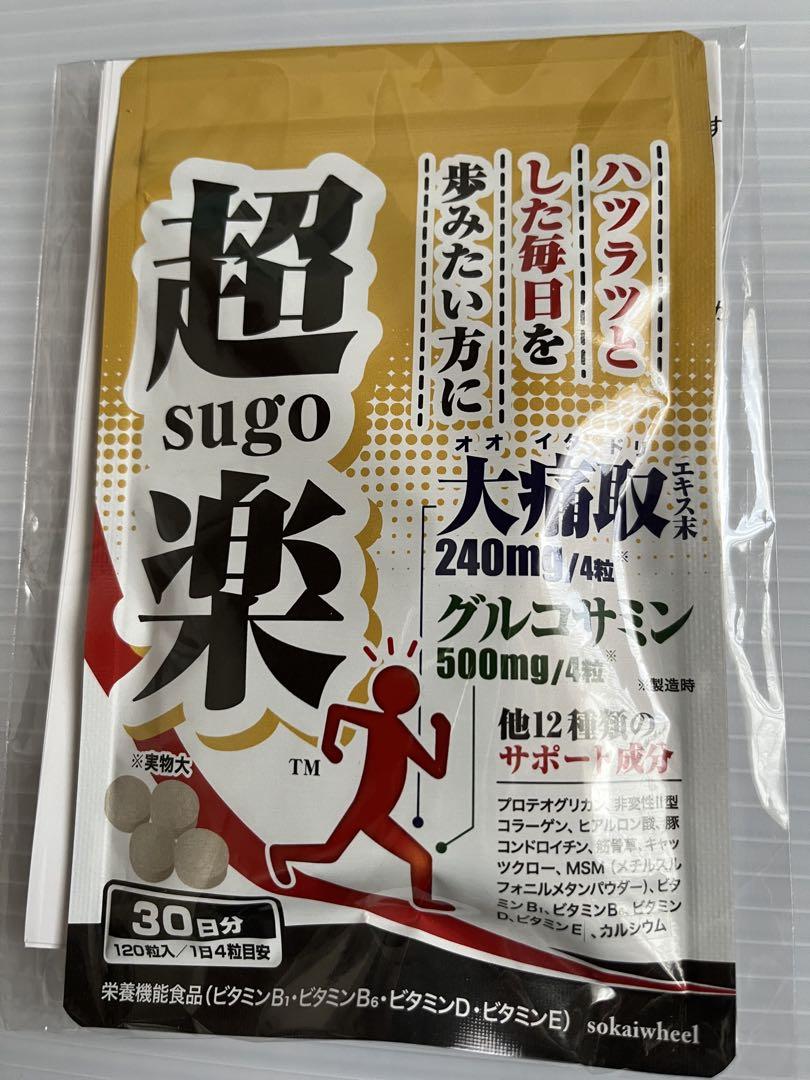 超
sugo
楽
TM
ハツラツと
した毎日を
歩みたい方に
オオ イタドリ
大痛取エキス末
240mg/4粒※
グルコサミン
500mg/4粒※
※製造時
他12種類の
サポート成分
プロテオグリカン、非変性II型
コラーゲン、ヒアルロン酸、豚
コンドロイチン、筋骨草、キャッ
ツクロー、MSM(メチルスル
フォニルメタンパウダー)、ビタ
ミンB1、ビタミンB6、ビタミン
D、ビタミンE、カルシウム
※実物大
30日分
120粒入/1日4粒目安
栄養機能食品(ビタミンB1・ビタミンB6・ビタミンD・ビタミンE)
sokaiwheel
す